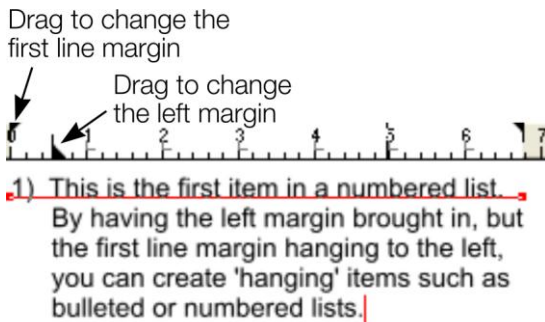 Drag to change the
first line margin
Drag to change
the left margin
0 1 2 3 4 5 6 7
1) This is the first item in a numbered list.
By having the left margin brought in, but
the first line margin hanging to the left,
you can create 'hanging' items such as
bulleted or numbered lists.